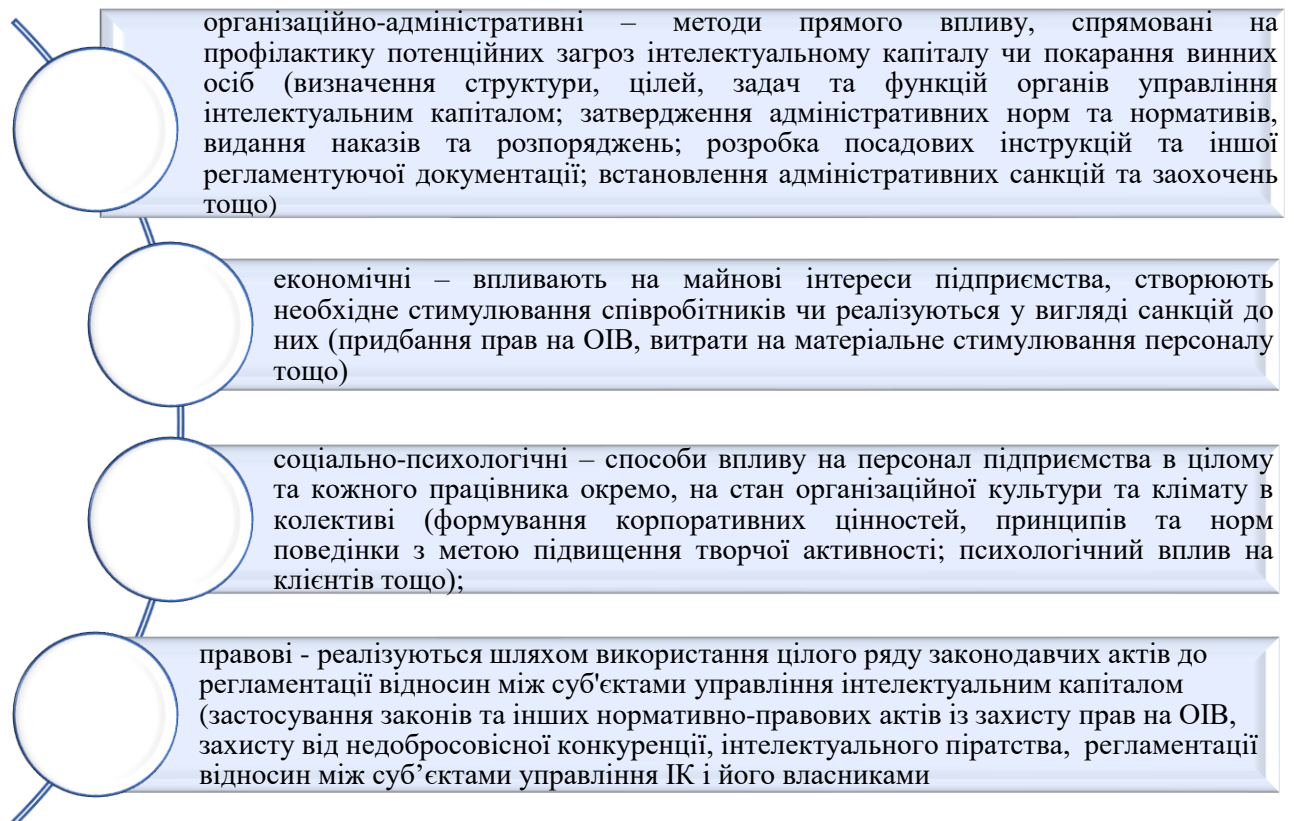 організаційно-адміністративні – методи прямого впливу, спрямовані на
профілактику потенційних загроз інтелектуальному капіталу чи покарання винних
осіб (визначення структури, цілей, задач та функцій органів управління
інтелектуальним капіталом; затвердження адміністративних норм та нормативів,
видання наказів та розпоряджень; розробка посадових інструкцій та іншої
регламентуючої документації; встановлення адміністративних санкцій та заохочень
тощо)
економічні – впливають на майнові інтереси підприємства, створюють
необхідне стимулювання співробітників чи реалізуються у вигляді санкцій до
них (придбання прав на ОІВ, витрати на матеріальне стимулювання персоналу
тощо)
соціально-психологічні – способи впливу на персонал підприємства в цілому
та кожного працівника окремо, на стан організаційної культури та клімату в
колективі (формування корпоративних цінностей, принципів та норм
поведінки з метою підвищення творчої активності; психологічний вплив на
клієнтів тощо);
правові - реалізуються шляхом використання цілого ряду законодавчих актів до
регламентації відносин між суб'єктами управління інтелектуальним капіталом
(застосування законів та інших нормативно-правових актів із захисту прав на ОІВ,
захисту від недобросовісної конкуренції, інтелектуального піратства, регламентації
відносин між суб’єктами управління ІК і його власниками